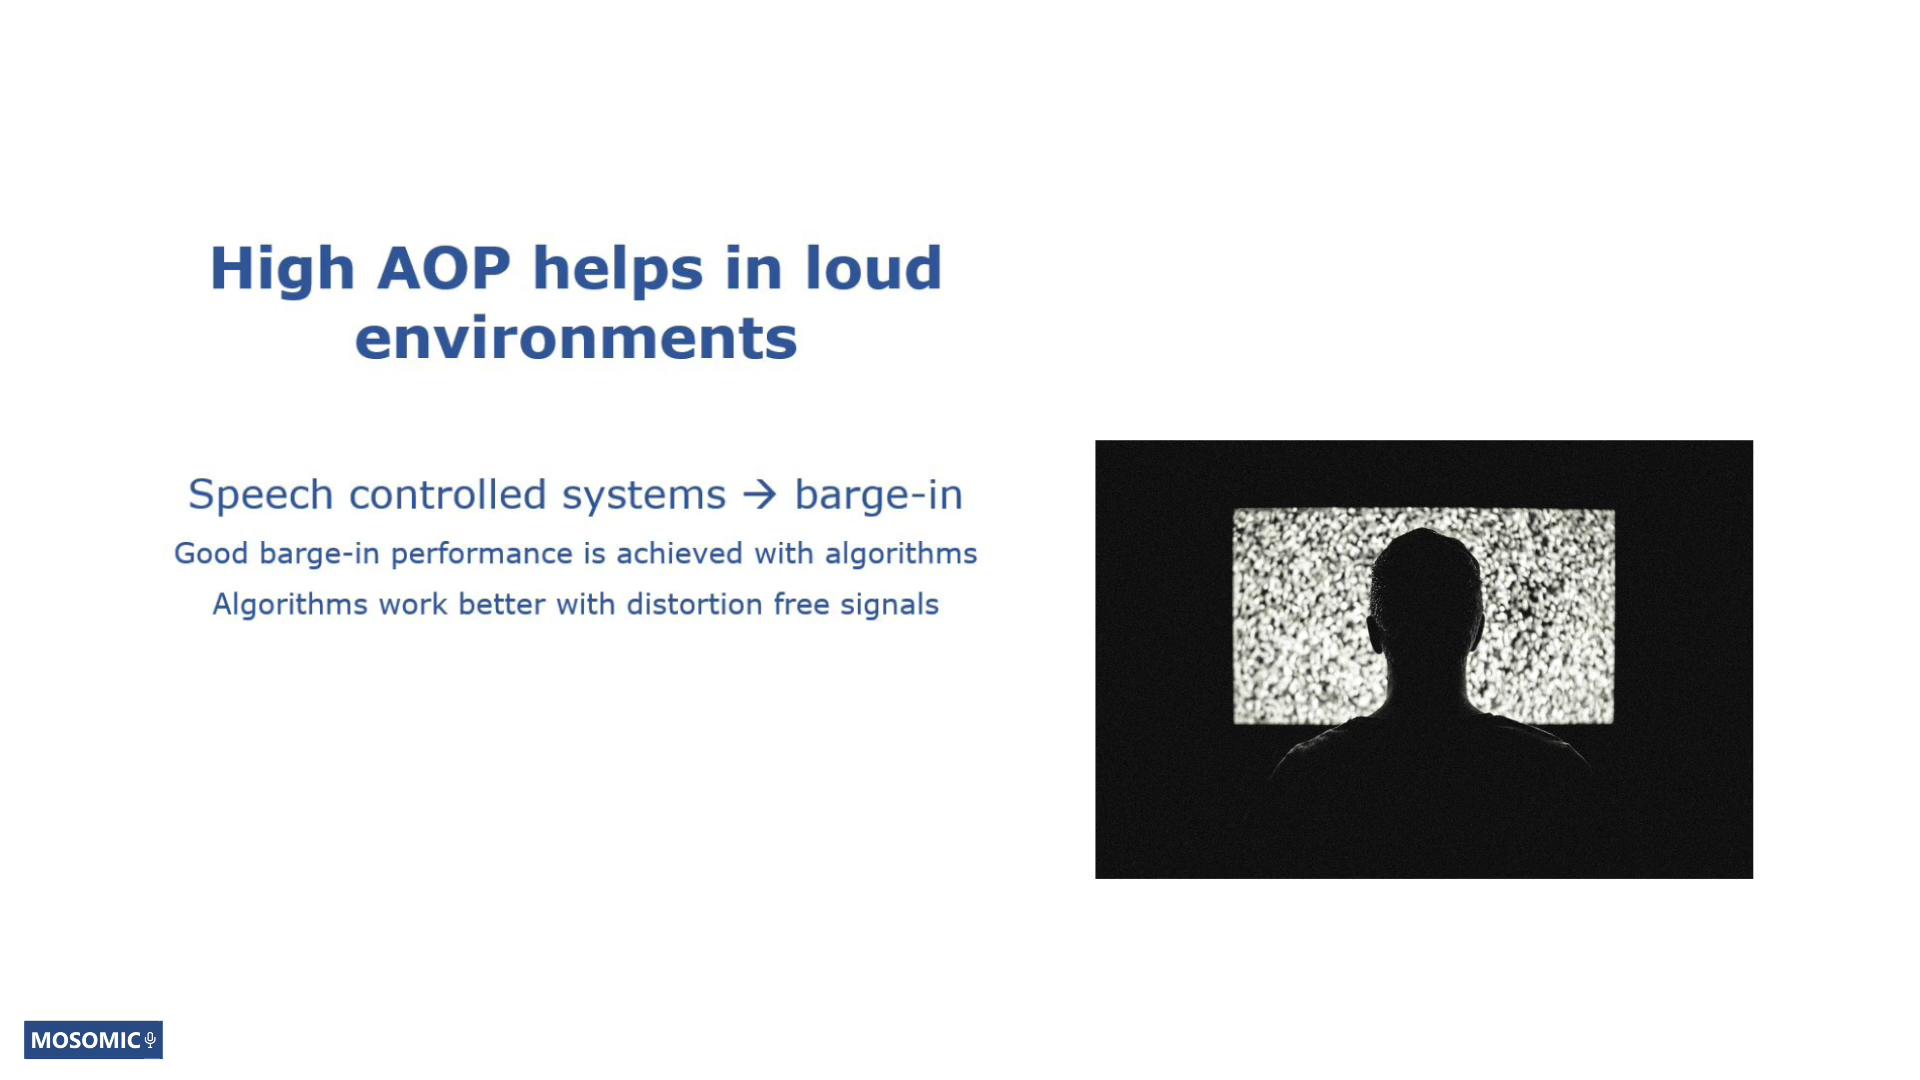 High AOP helps in loud
environments
Speech controlled systems → barge-in
Good barge-in performance is achieved with algorithms
Algorithms work better with distortion free signals
MOSOMIC